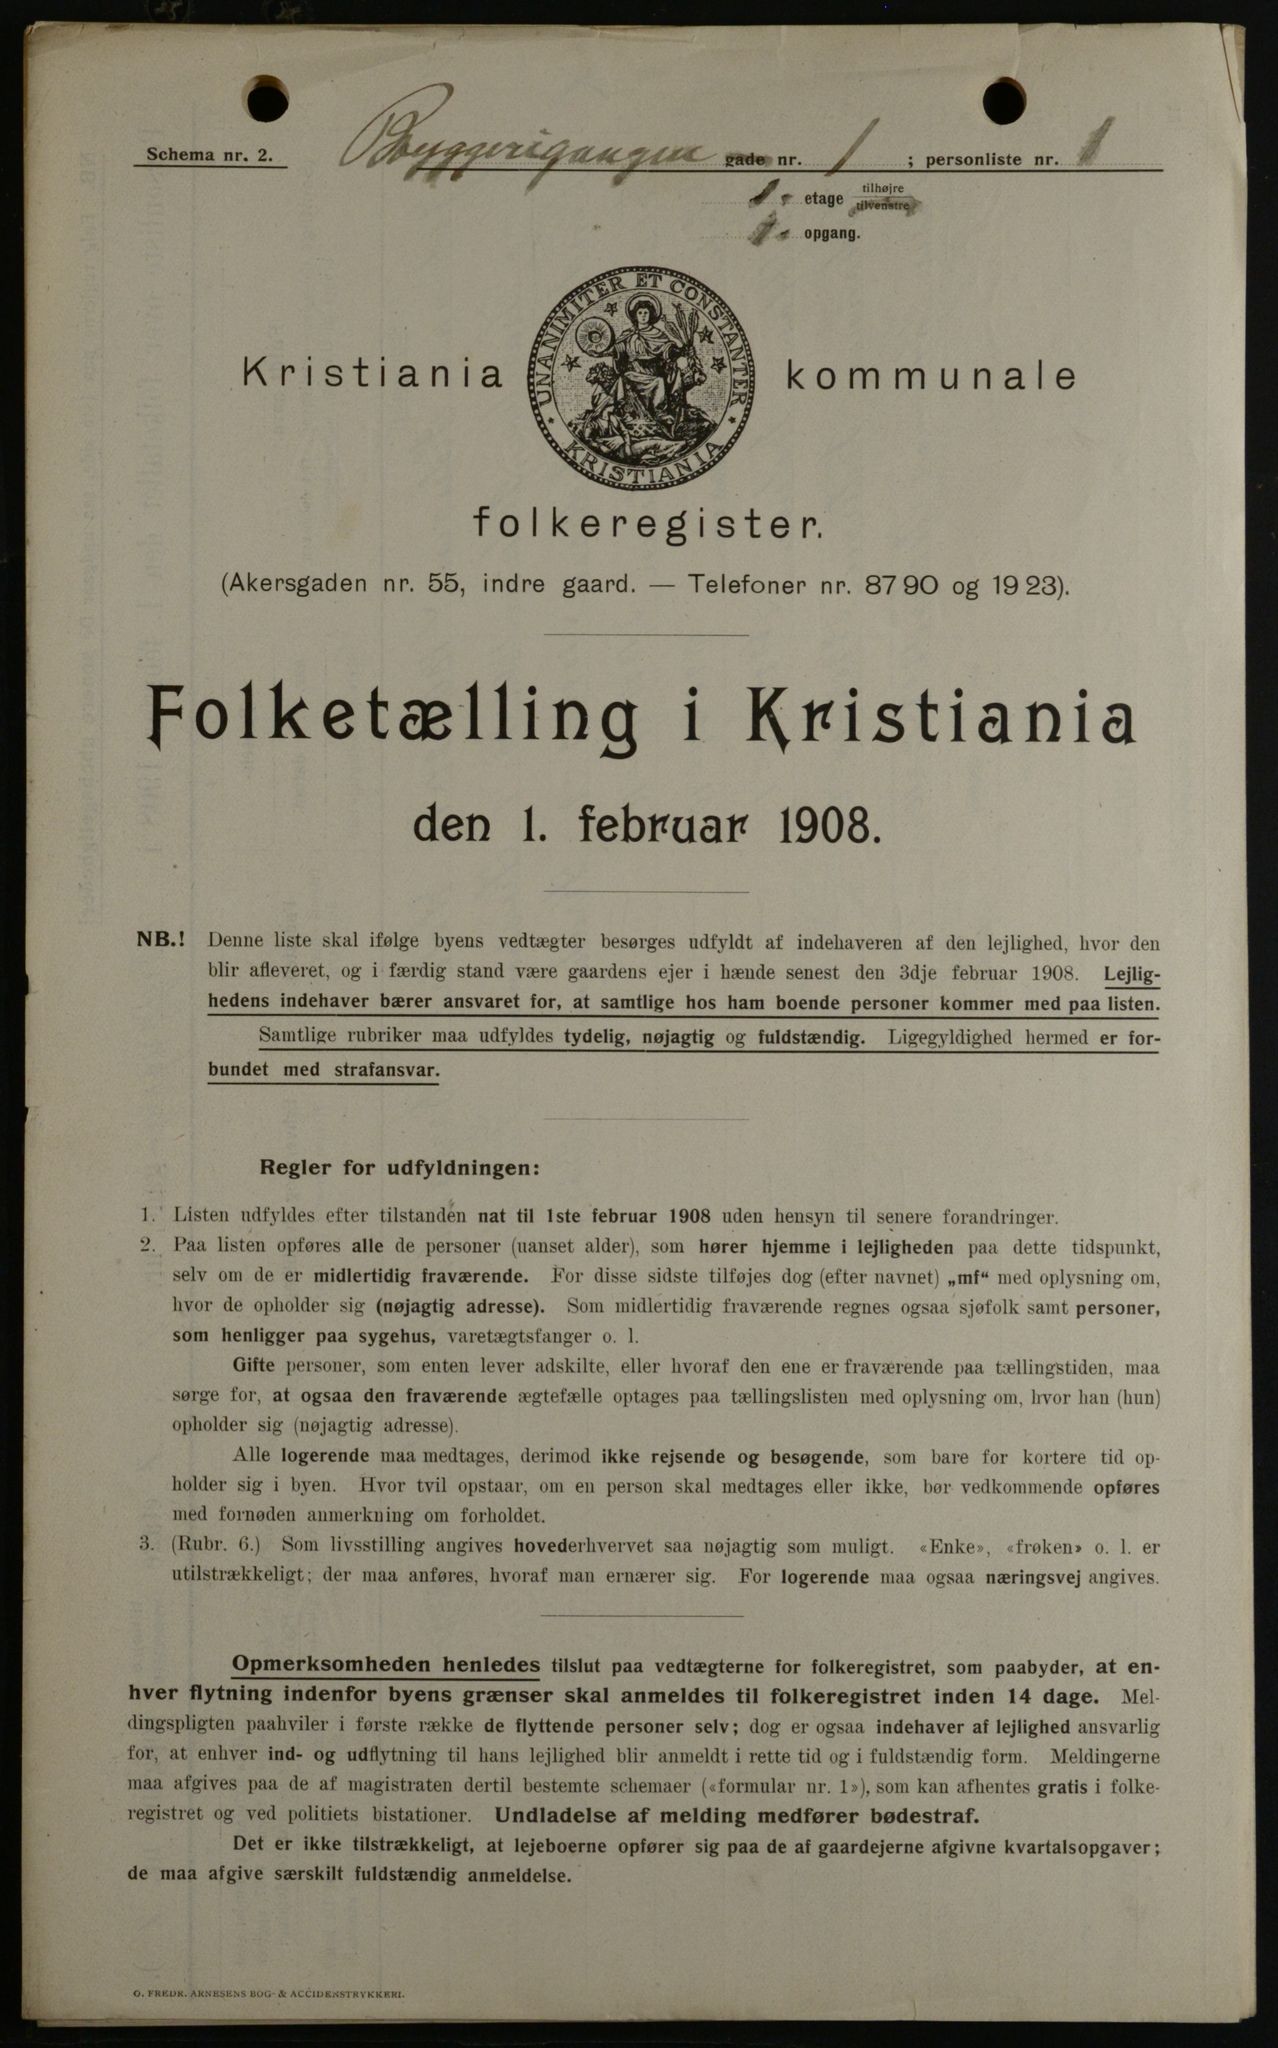 Schema nr. 2. Bryggerigangen gade nr. 1 ; personliste nr. 1
1. etage tilhøjre tilvenstre
1. opgang.
UNANIMITER ET CONSTANTER
KRISTIANIA
Kristiania kommunale
folkeregister.
(Akersgaden nr. 55, indre gaard. — Telefoner nr. 87 90 og 19 23).
Folketælling i Kristiania
den 1. februar 1908.
NB.! Denne liste skal ifølge byens vedtægter besørges udfyldt af indehaveren af den lejlighed, hvor den
blir afleveret, og i færdig stand være gaardens ejer i hænde senest den 3dje februar 1908. Lejlig-
hedens indehaver bærer ansvaret for, at samtlige hos ham boende personer kommer med paa listen.
Samtlige rubriker maa udfyldes tydelig, nøjagtig og fuldstændig. Ligegyldighed hermed er for-
bundet med strafansvar.
Regler for udfyldningen:
1. Listen udfyldes efter tilstanden nat til 1ste februar 1908 uden hensyn til senere forandringer.
2. Paa listen opføres alle de personer (uanset alder), som hører hjemme i lejligheden paa dette tidspunkt,
selv om de er midlertidig fraværende. For disse sidste tilføjes dog (efter navnet) „mf“ med oplysning om,
hvor de opholder sig (nøjagtig adresse). Som midlertidig fraværende regnes ogsaa sjøfolk samt personer,
som henligger paa sygehus, varetægtsfanger o. l.
Gifte personer, som enten lever adskilte, eller hvoraf den ene er fraværende paa tællingstiden, maa
sørge for, at ogsaa den fraværende ægtefælle optages paa tællingslisten med oplysning om, hvor han (hun)
opholder sig (nøjagtig adresse).
Alle logerende maa medtages, derimod ikke rejsende og besøgende, som bare for kortere tid op-
holder sig i byen. Hvor tvil opstaar, om en person skal medtages eller ikke, bør vedkommende opføres
med fornøden anmerkning om forholdet.
3. (Rubr. 6.) Som livsstilling angives hovederhvervet saa nøjagtig som muligt. «Enke», «frøken» o. l. er
utilstrækkeligt; der maa anføres, hvoraf man ernærer sig. For logerende maa ogsaa næringsvej angives.
Opmerksomheden henledes tilslut paa vedtægterne for folkeregistret, som paabyder, at en-
hver flytning indenfor byens grænser skal anmeldes til folkeregistret inden 14 dage. Mel-
dingspligten paahviler i første række de flyttende personer selv; dog er ogsaa indehaver af lejlighed ansvarlig
for, at enhver ind- og udflytning til hans lejlighed blir anmeldt i rette tid og i fuldstændig form. Meldingerne
maa afgives paa de af magistraten dertil bestemte schemaer («formular nr. 1»), som kan afhentes gratis i folke-
registret og ved politiets bistationer. Undladelse af melding medfører bødestraf.
Det er ikke tilstrækkeligt, at lejeboerne opfører sig paa de af gaardejerne afgivne kvartalsopgaver;
de maa afgive særskilt fuldstændig anmeldelse.
O. FREDR. ARNESENS BOG- & ACCIDENSTRYKKERI.